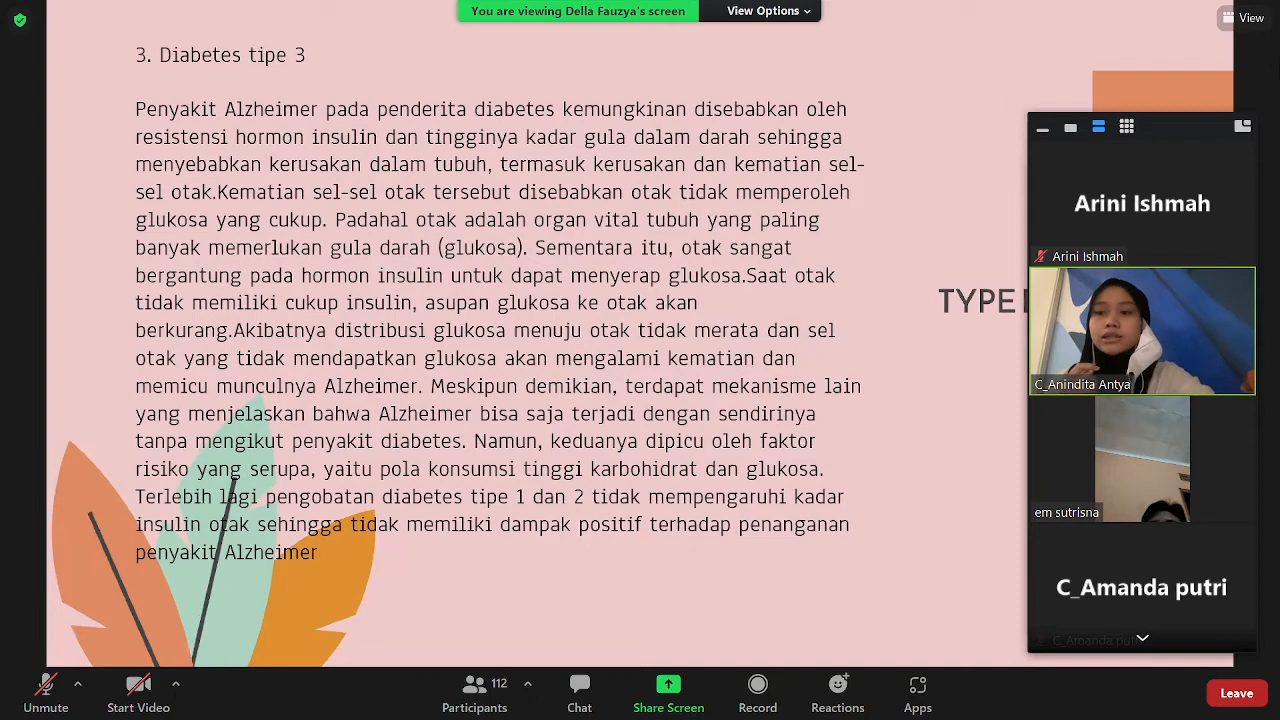 You are viewing Della Fauzya's screen
View Options
View
3. Diabetes tipe 3
Penyakit Alzheimer pada penderita diabetes kemungkinan disebabkan oleh
resistensi hormon insulin dan tingginya kadar gula dalam darah sehingga
menyebabkan kerusakan dalam tubuh, termasuk kerusakan dan kematian sel-
sel otak.Kematian sel-sel otak tersebut disebabkan otak tidak memperoleh
glukosa yang cukup. Padahal otak adalah organ vital tubuh yang paling
banyak memerlukan gula darah (glukosa). Sementara itu, otak sangat
bergantung pada hormon insulin untuk dapat menyerap glukosa.Saat otak
tidak memiliki cukup insulin, asupan glukosa ke otak akan
berkurang.Akibatnya distribusi glukosa menuju otak tidak merata dan sel
otak yang tidak mendapatkan glukosa akan mengalami kematian dan
memicu munculnya Alzheimer. Meskipun demikian, terdapat mekanisme lain
yang menjelaskan bahwa Alzheimer bisa saja terjadi dengan sendirinya
tanpa mengikut penyakit diabetes. Namun, keduanya dipicu oleh faktor
risiko yang serupa, yaitu pola konsumsi tinggi karbohidrat dan glukosa.
Terlebih lagi pengobatan diabetes tipe 1 dan 2 tidak mempengaruhi kadar
insulin otak sehingga tidak memiliki dampak positif terhadap penanganan
penyakit Alzheimer
TYPE
Arini Ishmah
Arini Ishmah
C_Anindita Antya
em sutrisna
C_Amanda putri
Unmute
Start Video
112
Participants
Chat
Share Screen
Record
Reactions
Apps
Leave